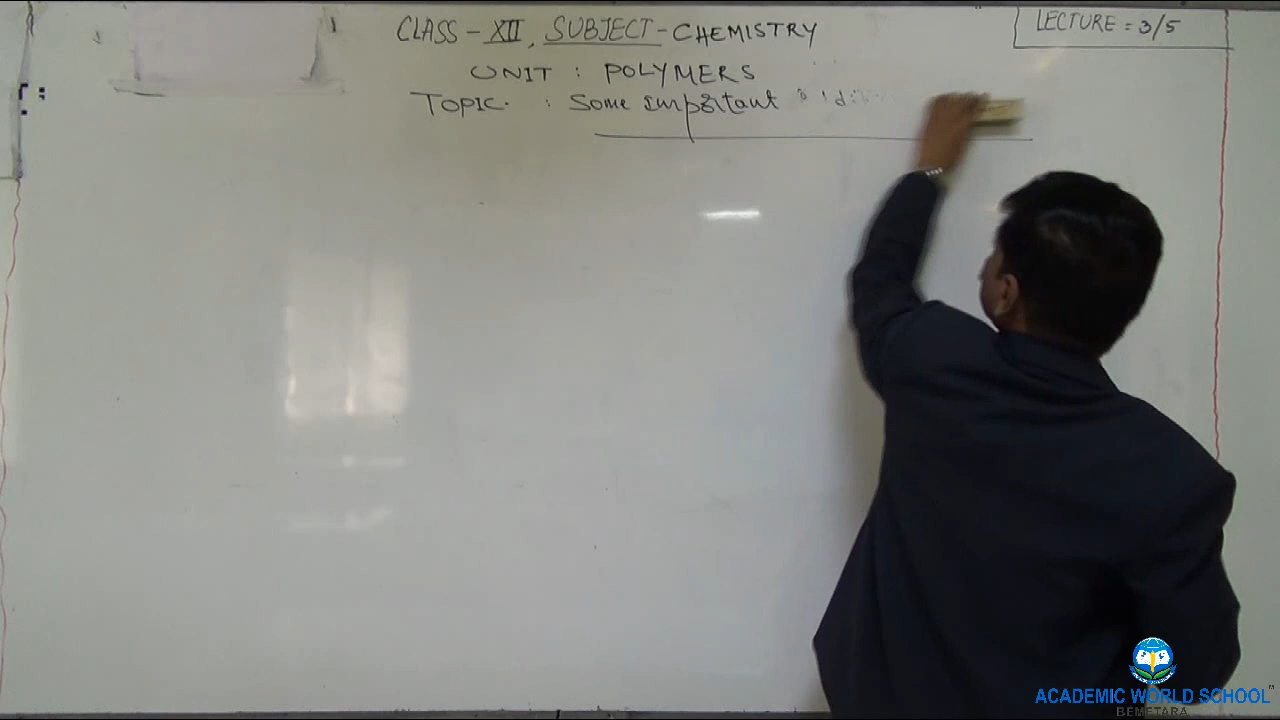 CLASS - XII, SUBJECT - CHEMISTRY
LECTURE = 3/5
UNIT : POLYMERS
TOPIC : Some important
ACADEMIC WORLD SCHOOL"
BEMETARA